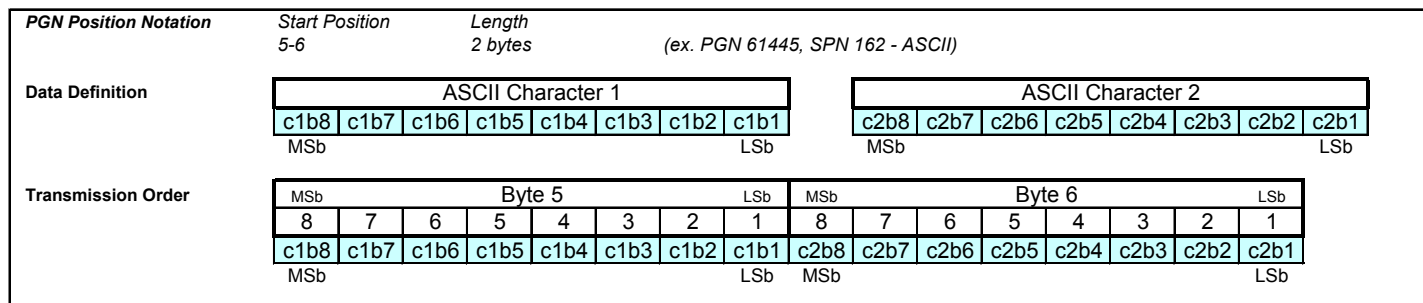 PGN Position Notation Start Position Length
5-6 2 bytes (ex. PGN 61445, SPN 162 - ASCII)
Data Definition ASCII Character 1 ASCII Character 2
c1b8 c1b7 c1b6 c1b5 c1b4 c1b3 c1b2 c1b1 c2b8 c2b7 c2b6 c2b5 c2b4 c2b3 c2b2 c2b1
MSb LSb MSb LSb
Transmission Order MSb Byte 5 LSb MSb Byte 6 LSb
8 7 6 5 4 3 2 1 8 7 6 5 4 3 2 1
c1b8 c1b7 c1b6 c1b5 c1b4 c1b3 c1b2 c1b1 c2b8 c2b7 c2b6 c2b5 c2b4 c2b3 c2b2 c2b1
MSb LSb MSb LSb